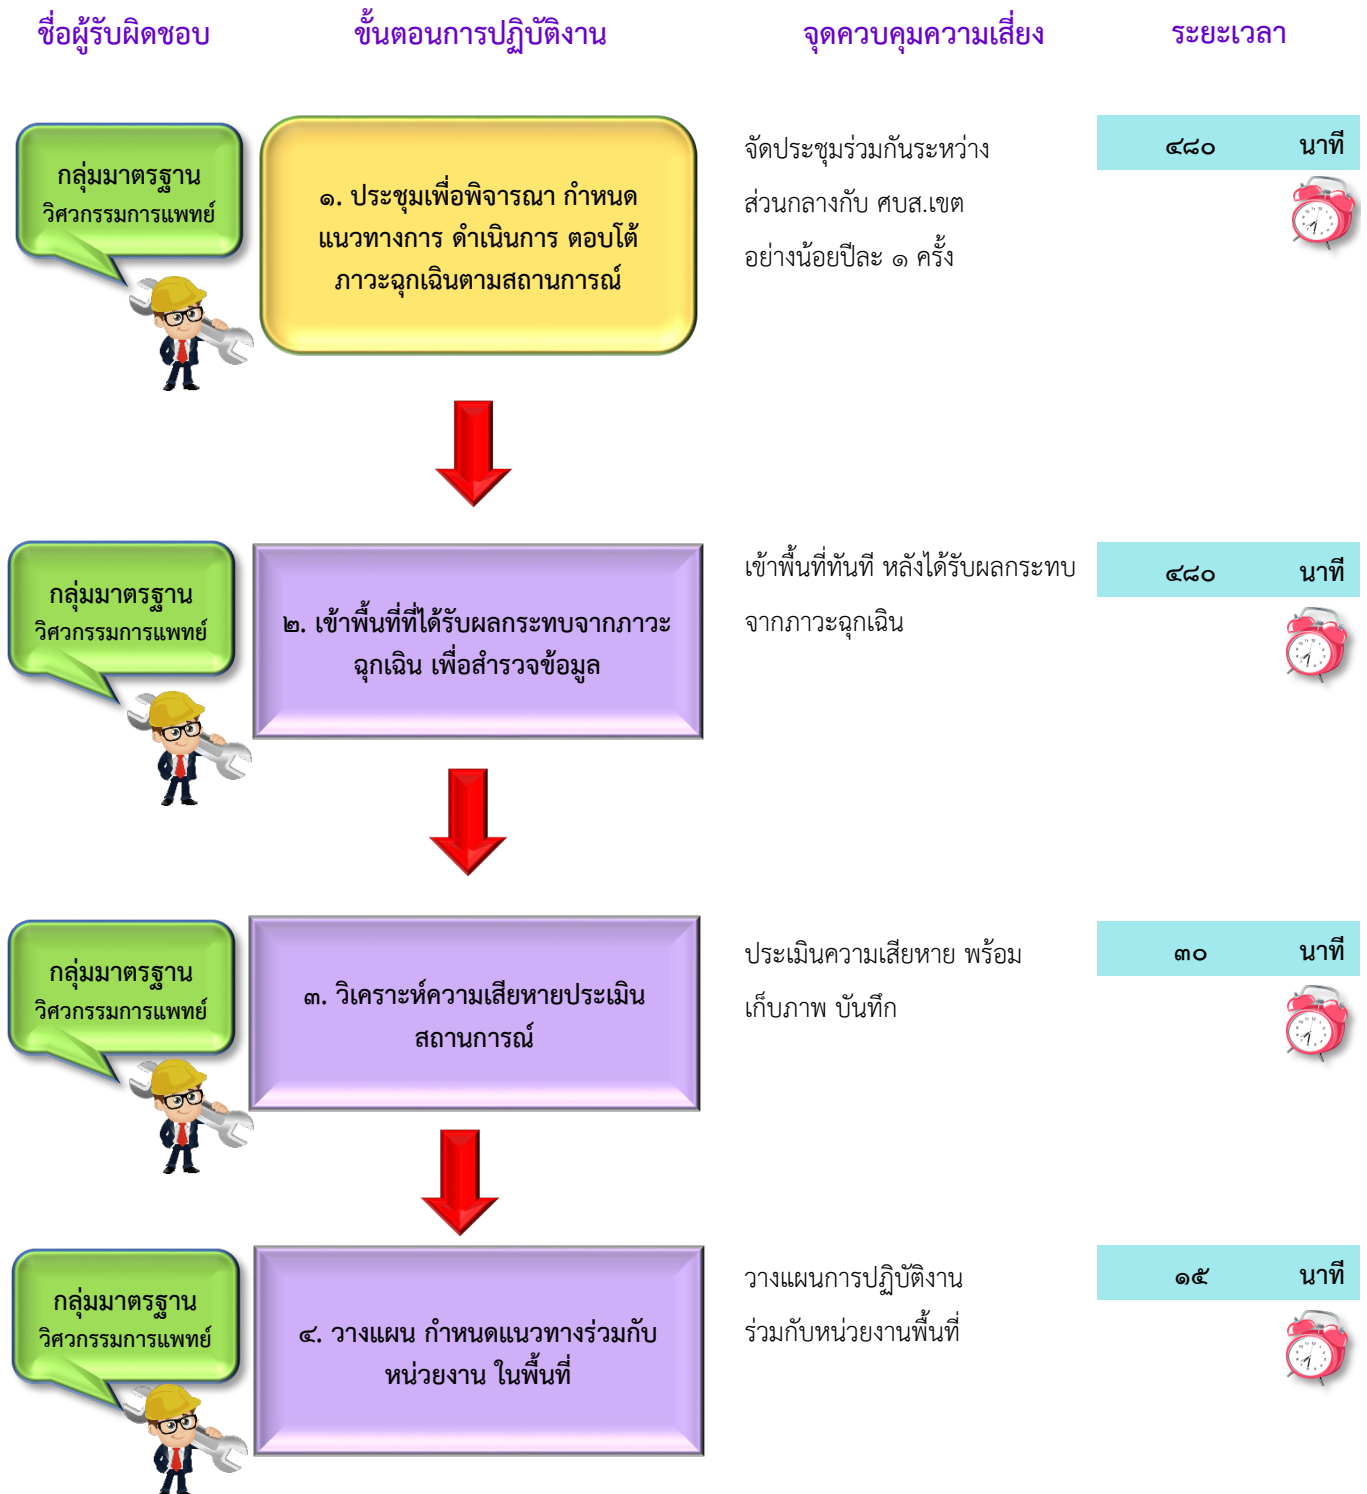 ชื่อผู้รับผิดชอบ ขั้นตอนการปฏิบัติงาน จุดควบคุมความเสี่ยง ระยะเวลา
กลุ่มมาตรฐาน
วิศวกรรมการแพทย์
๑. ประชุมเพื่อพิจารณา กำหนด
แนวทางการ ดำเนินการ ตอบโต้
ภาวะฉุกเฉินตามสถานการณ์
จัดประชุมร่วมกันระหว่าง
ส่วนกลางกับ ศบส.เขต
อย่างน้อยปีละ ๑ ครั้ง
๔๘๐ นาที
กลุ่มมาตรฐาน
วิศวกรรมการแพทย์
๒. เข้าพื้นที่ที่ได้รับผลกระทบจากภาวะ
ฉุกเฉิน เพื่อสำรวจข้อมูล
เข้าพื้นที่ทันที หลังได้รับผลกระทบ
จากภาวะฉุกเฉิน
๔๘๐ นาที
กลุ่มมาตรฐาน
วิศวกรรมการแพทย์
๓. วิเคราะห์ความเสียหายประเมิน
สถานการณ์
ประเมินความเสียหาย พร้อม
เก็บภาพ บันทึก
๓๐ นาที
กลุ่มมาตรฐาน
วิศวกรรมการแพทย์
๔. วางแผน กำหนดแนวทางร่วมกับ
หน่วยงาน ในพื้นที่
วางแผนการปฏิบัติงาน
ร่วมกับหน่วยงานพื้นที่
๑๕ นาที